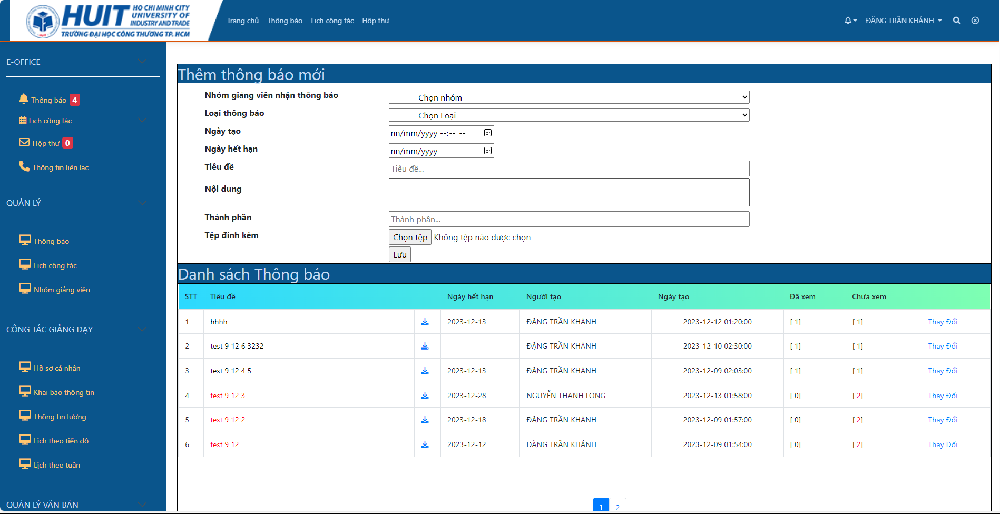 HUIT
HO CHI MINH CITY
UNIVERSITY OF
INDUSTRY AND TRADE
TRƯỜNG ĐẠI HỌC CÔNG THƯƠNG TP. HCM
Trang chủ Thông báo Lịch công tác Hộp thư
ĐẶNG TRẦN KHÁNH
E-OFFICE
Thông báo 4
Lịch công tác
Hộp thư 0
Thông tin liên lạc
QUẢN LÝ
Thông báo
Lịch công tác
Nhóm giảng viên
CÔNG TÁC GIẢNG DẠY
Hồ sơ cá nhân
Khai báo thông tin
Thông tin lương
Lịch theo tiến độ
Lịch theo tuần
QUẢN LÝ VĂN BẢN
Thêm thông báo mới
Nhóm giảng viên nhận thông báo --------Chọn nhóm--------
Loại thông báo --------Chọn Loại--------
Ngày tạo nn/mm/yyyy --:-- --
Ngày hết hạn nn/mm/yyyy
Tiêu đề Tiêu đề...
Nội dung
Thành phần Thành phần...
Tệp đính kèm Chọn tệp Không tệp nào được chọn
Lưu
Danh sách Thông báo
STT Tiêu đề Ngày hết hạn Người tạo Ngày tạo Đã xem Chưa xem
1 hhhh 2023-12-13 ĐẶNG TRẦN KHÁNH 2023-12-12 01:20:00 [ 1] [ 1] Thay Đổi
2 test 9 12 6 3232 ĐẶNG TRẦN KHÁNH 2023-12-10 02:30:00 [ 1] [ 1] Thay Đổi
3 test 9 12 4 5 2023-12-13 ĐẶNG TRẦN KHÁNH 2023-12-09 02:03:00 [ 1] [ 1] Thay Đổi
4 test 9 12 3 2023-12-28 NGUYỄN THANH LONG 2023-12-13 01:58:00 [ 0] [ 2] Thay Đổi
5 test 9 12 2 2023-12-18 ĐẶNG TRẦN KHÁNH 2023-12-09 01:57:00 [ 0] [ 2] Thay Đổi
6 test 9 12 2023-12-12 ĐẶNG TRẦN KHÁNH 2023-12-09 01:54:00 [ 0] [ 2] Thay Đổi
1 2